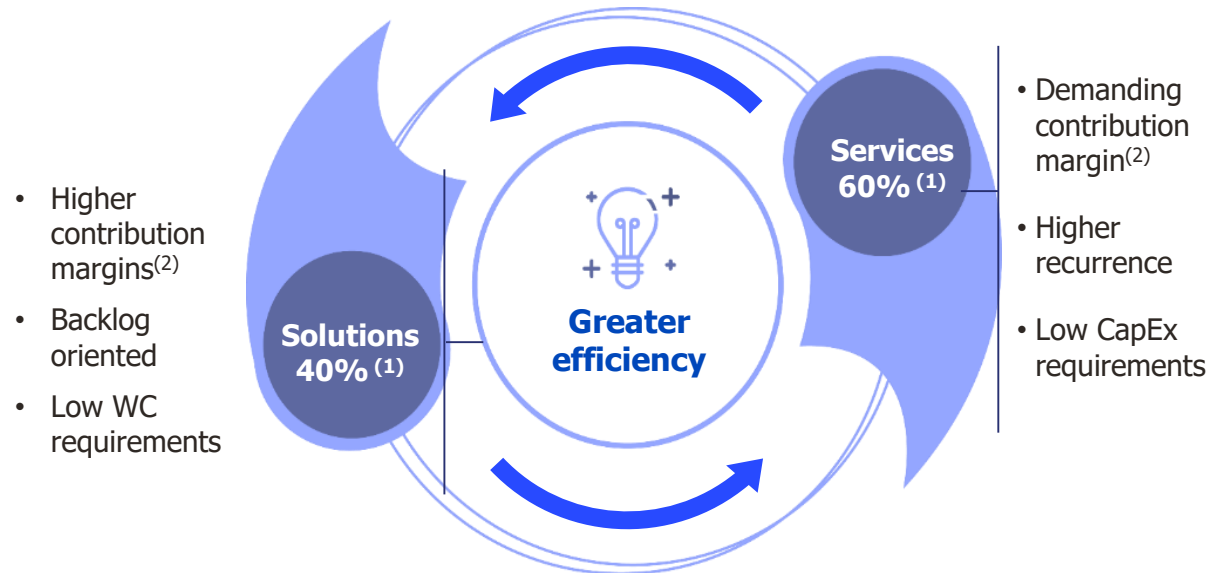 • Higher
contribution
margins(2)
• Backlog
oriented
• Low WC
requirements
Solutions
40% (1)
Greater
efficiency
Services
60% (1)
• Demanding
contribution
margin(2)
• Higher
recurrence
• Low CapEx
requirements